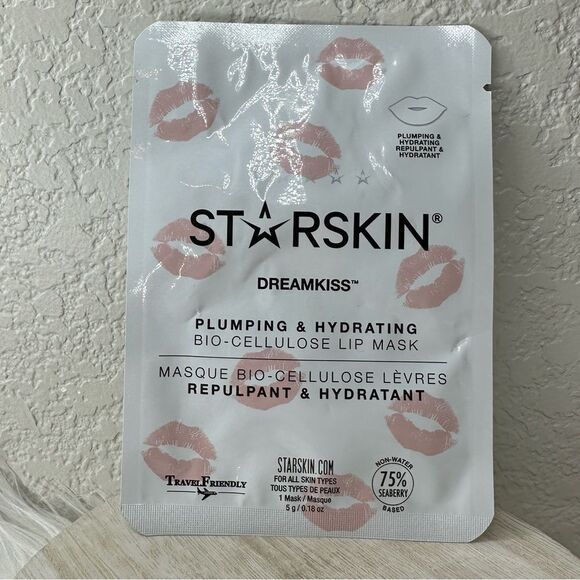 PLUMPING &
HYDRATING
REPULPANT &
HYDRATANT
STARSKIN®
DREAMKISS™
PLUMPING & HYDRATING
BIO-CELLULOSE LIP MASK
MASQUE BIO-CELLULOSE LÈVRES
REPULPANT & HYDRATANT
TRAVELFRIENDLY
STARSKIN.COM
FOR ALL SKIN TYPES
TOUS TYPES DE PEAUX
1 Mask / Masque
5 g / 0.18 oz
NON-WATER
75%
SEABERRY
BASED